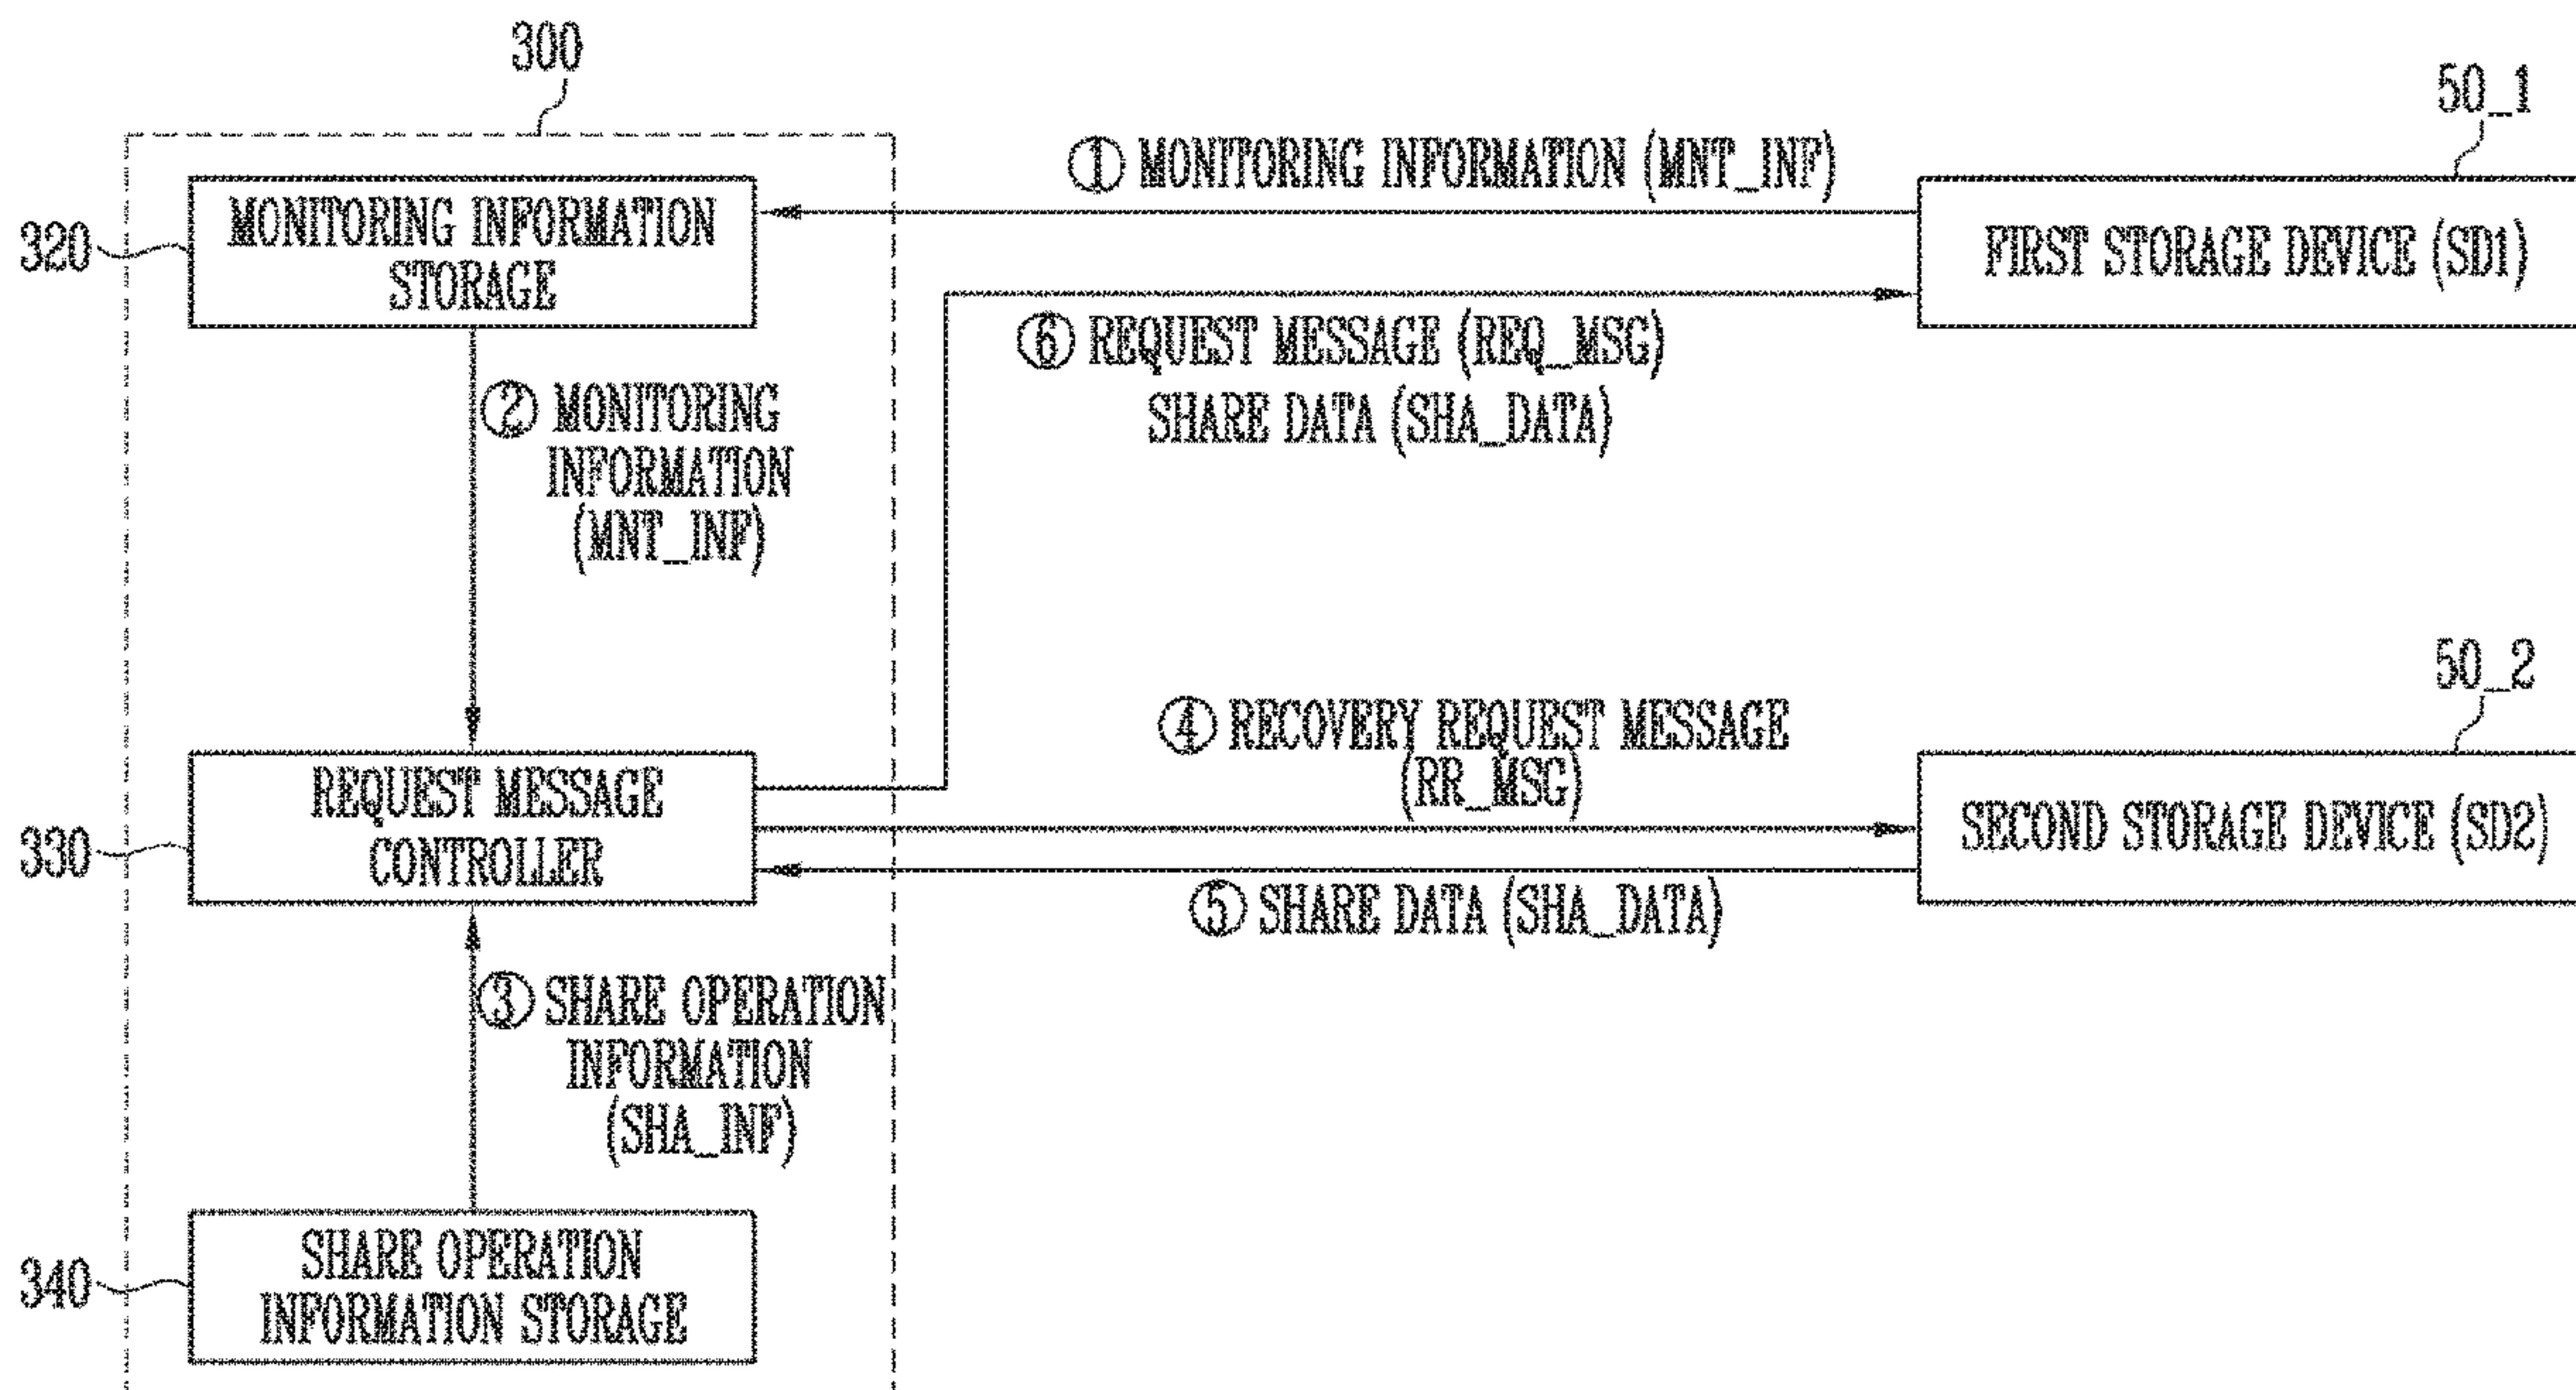 300
50_1
① MONITORING INFORMATION (MNT_INF)
320
MONITORING INFORMATION
STORAGE
FIRST STORAGE DEVICE (SD1)
⑥ REQUEST MESSAGE (REQ_MSG)
SHARE DATA (SHA_DATA)
② MONITORING
INFORMATION
(MNT_INF)
50_2
④ RECOVERY REQUEST MESSAGE
(RR_MSG)
330
REQUEST MESSAGE
CONTROLLER
SECOND STORAGE DEVICE (SD2)
⑤ SHARE DATA (SHA_DATA)
③ SHARE OPERATION
INFORMATION
(SHA_INF)
340
SHARE OPERATION
INFORMATION STORAGE